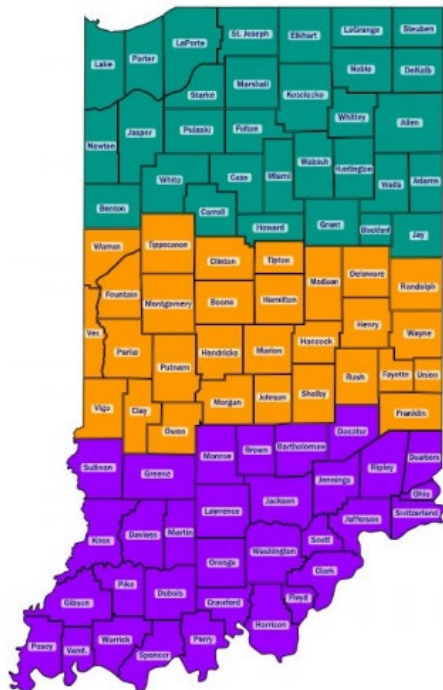 St. Joseph
Elkhart
LaGrange
Steuben
LaPorte
Porter
Lake
Noble
DeKalb
Marshall
Kosciusko
Starke
Whitley
Allen
Newton
Jasper
Pulaski
Fulton
Wabash
Huntington
Miami
Cass
White
Wells
Adams
Benton
Carroll
Howard
Grant
Blackford
Jay
Warren
Tippecanoe
Clinton
Tipton
Madison
Delaware
Randolph
Fountain
Montgomery
Boone
Hamilton
Henry
Wayne
Ver.
Parke
Putnam
Hendricks
Marion
Hancock
Rush
Fayette
Union
Vigo
Clay
Owen
Morgan
Johnson
Shelby
Franklin
Decatur
Sullivan
Greene
Monroe
Brown
Bartholomew
Jennings
Ripley
Dearborn
Ohio
Switzerland
Jefferson
Lawrence
Jackson
Knox
Daviess
Martin
Orange
Washington
Scott
Clark
Gibson
Pike
Dubois
Crawford
Floyd
Harrison
Posey
Vand.
Warrick
Spencer
Perry